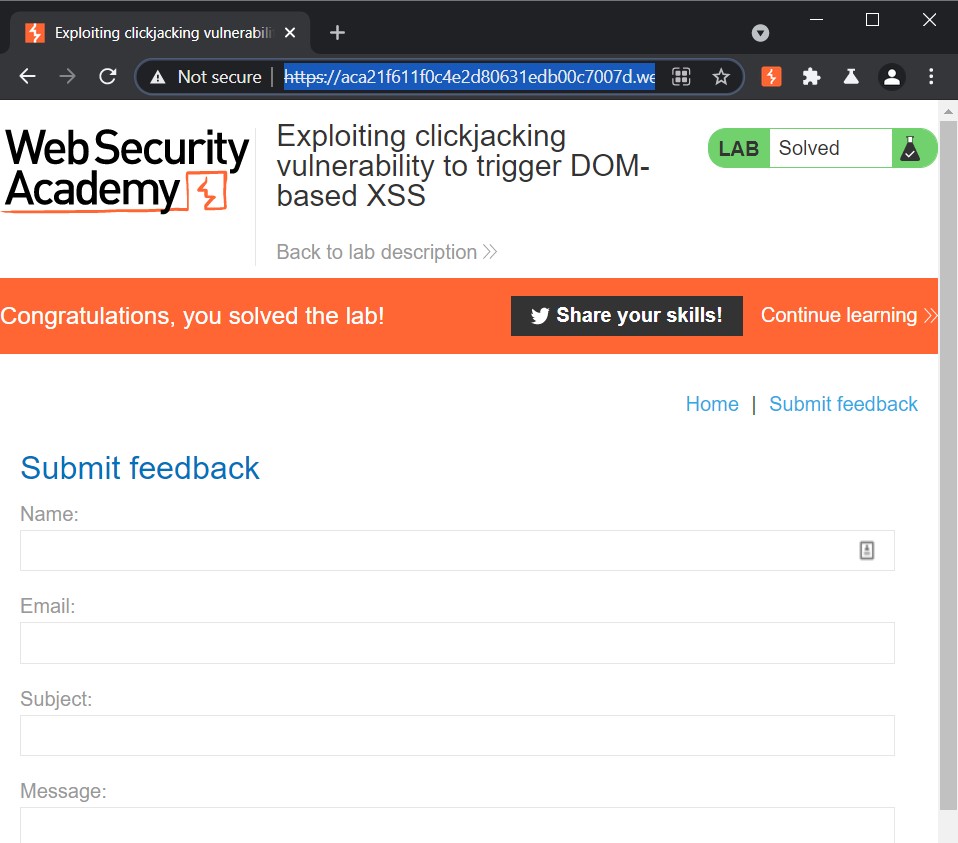 Exploiting clickjacking vulnerabili
Not secure
https://aca21f611f0c4e2d80631edb00c7007d.we
Web Security
Academy
Exploiting clickjacking
vulnerability to trigger DOM-
based XSS
LAB Solved
Back to lab description
Congratulations, you solved the lab!
Share your skills!
Continue learning
Home | Submit feedback
Submit feedback
Name:
Email:
Subject:
Message: